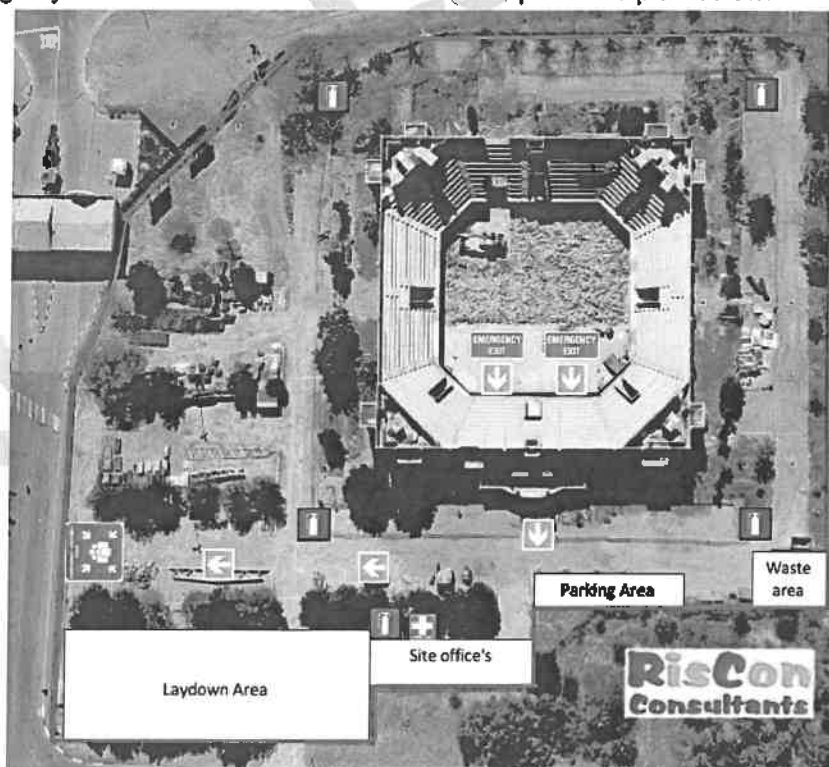 EMERGENCY
EXIT
EMERGENCY
EXIT
Waste
area
Parking Area
Site office's
Laydown Area
RisCon
Consultants